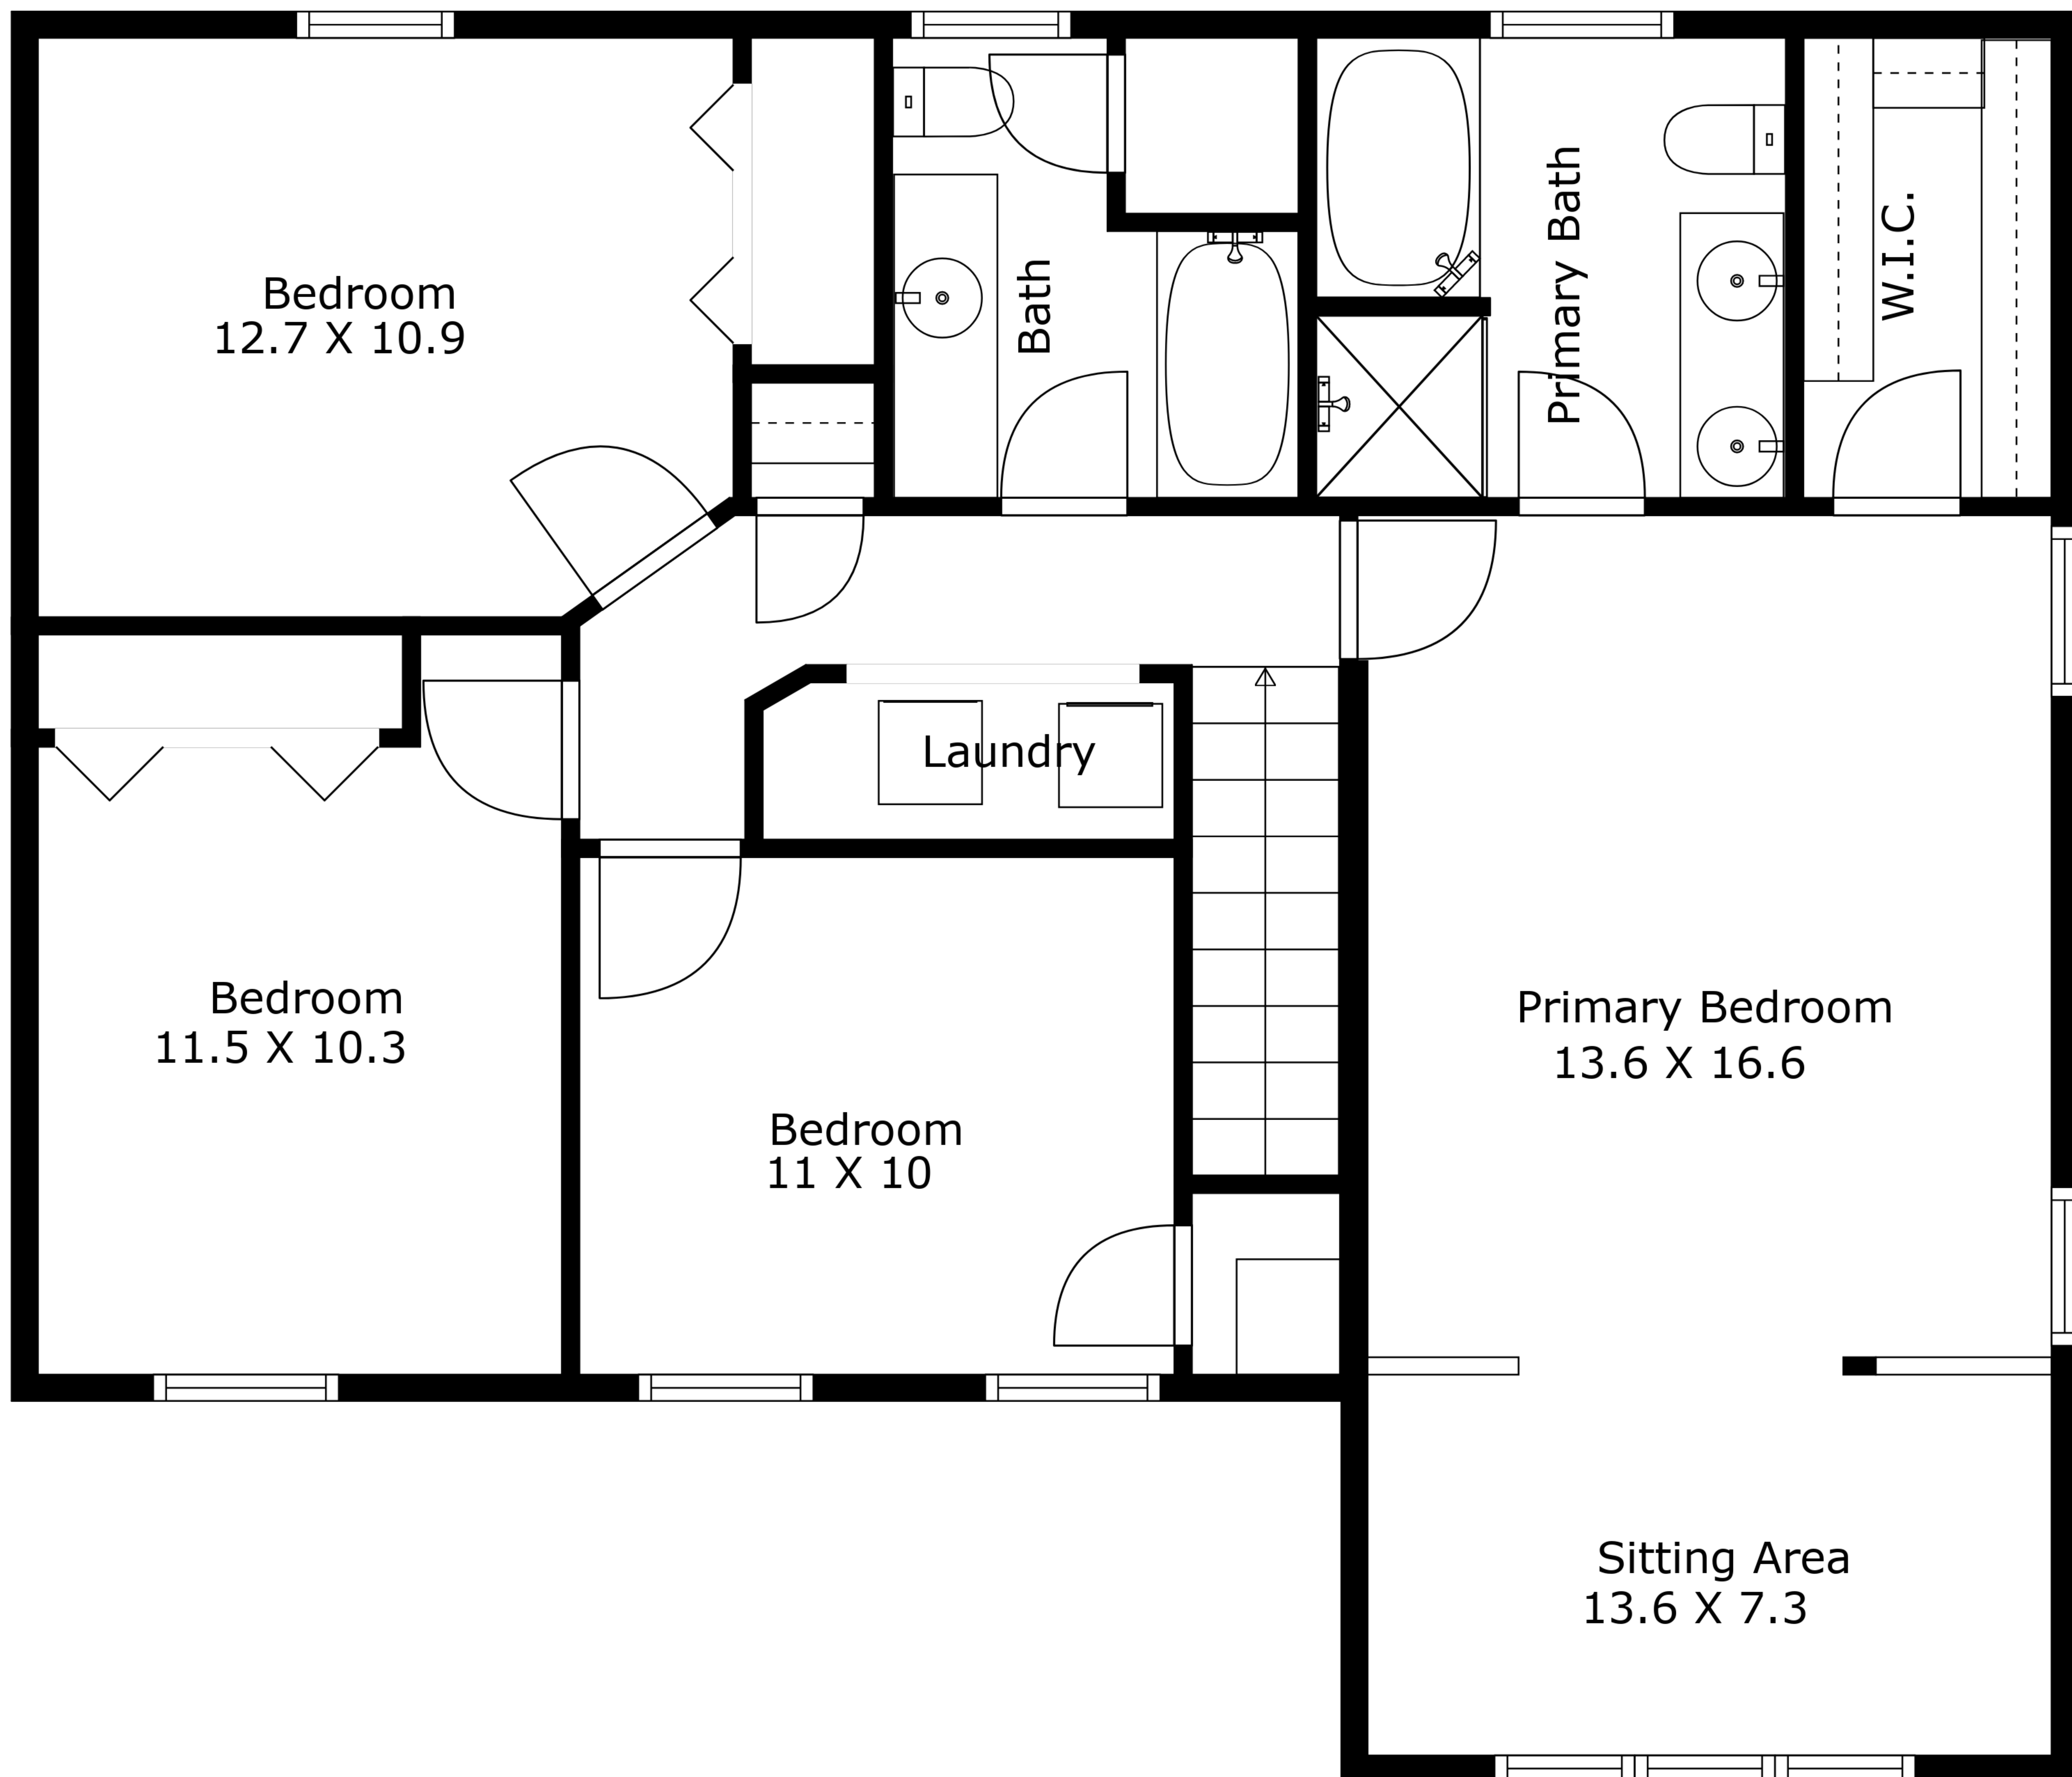 Bedroom
12.7 X 10.9
Bath
Primary Bath
W.I.C.
Laundry
Bedroom
11.5 X 10.3
Bedroom
11 X 10
Primary Bedroom
13.6 X 16.6
Sitting Area
13.6 X 7.3